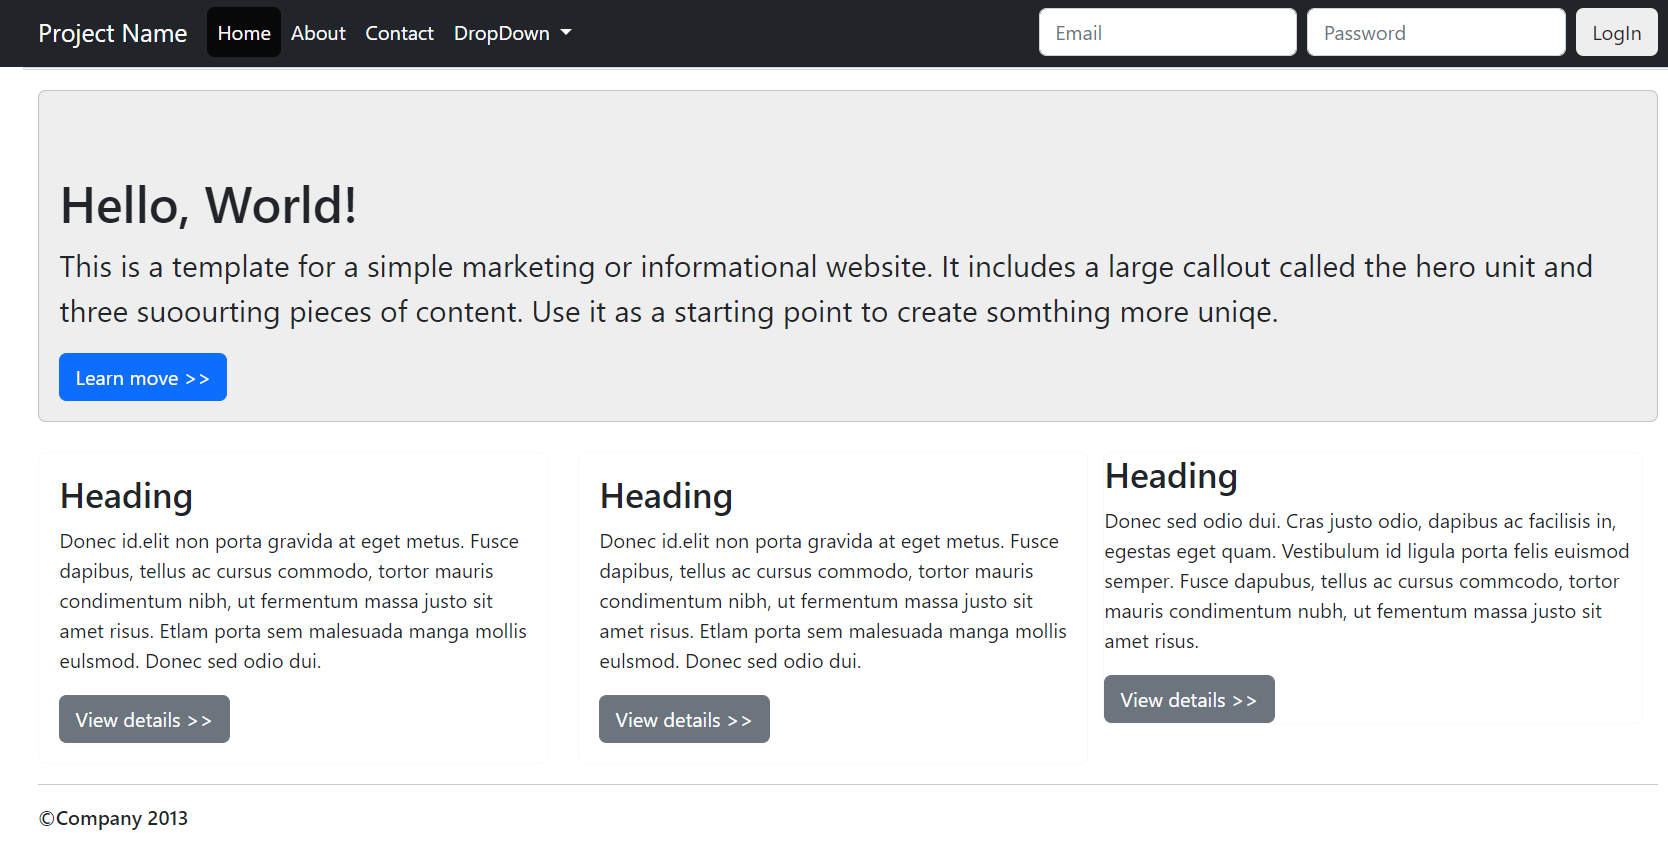 Project Name Home About Contact DropDown Email Password LogIn
Hello, World!
This is a template for a simple marketing or informational website. It includes a large callout called the hero unit and
three suoourting pieces of content. Use it as a starting point to create somthing more uniqe.
Learn move >>
Heading
Donec id.elit non porta gravida at eget metus. Fusce
dapibus, tellus ac cursus commodo, tortor mauris
condimentum nibh, ut fermentum massa justo sit
amet risus. Etlam porta sem malesuada manga mollis
eulsmod. Donec sed odio dui.
View details >>
Heading
Donec id.elit non porta gravida at eget metus. Fusce
dapibus, tellus ac cursus commodo, tortor mauris
condimentum nibh, ut fermentum massa justo sit
amet risus. Etlam porta sem malesuada manga mollis
eulsmod. Donec sed odio dui.
View details >>
Heading
Donec sed odio dui. Cras justo odio, dapibus ac facilisis in,
egestas eget quam. Vestibulum id ligula porta felis euismod
semper. Fusce dapubus, tellus ac cursus commcodo, tortor
mauris condimentum nubh, ut fementum massa justo sit
amet risus.
View details >>
©Company 2013